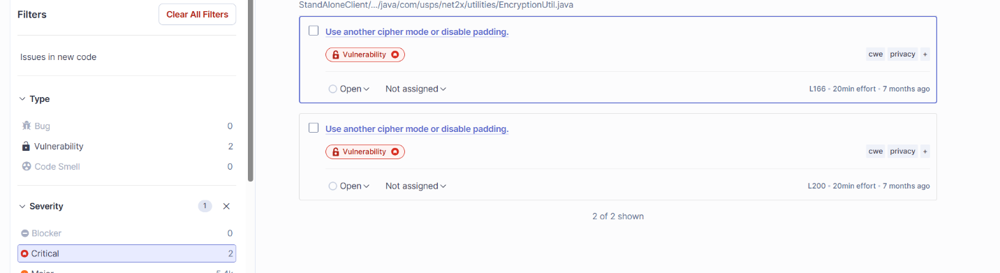 Filters
Clear All Filters
Issues in new code
Type
Bug 0
Vulnerability 2
Code Smell 0
Severity 1
Blocker 0
Critical 2
StandAloneClient/.../java/com/usps/net2x/utilities/EncryptionUtil.java
Use another cipher mode or disable padding.
Vulnerability
cwe privacy +
Open Not assigned
L166 • 20min effort • 7 months ago
Use another cipher mode or disable padding.
Vulnerability
cwe privacy +
Open Not assigned
L200 • 20min effort • 7 months ago
2 of 2 shown